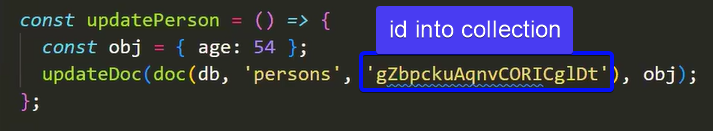 id into collection
const updatePerson = () => {
const obj = { age: 54 };
updateDoc(doc(db, 'persons', 'gZbpckuAqnvCORICglDt'), obj);
};